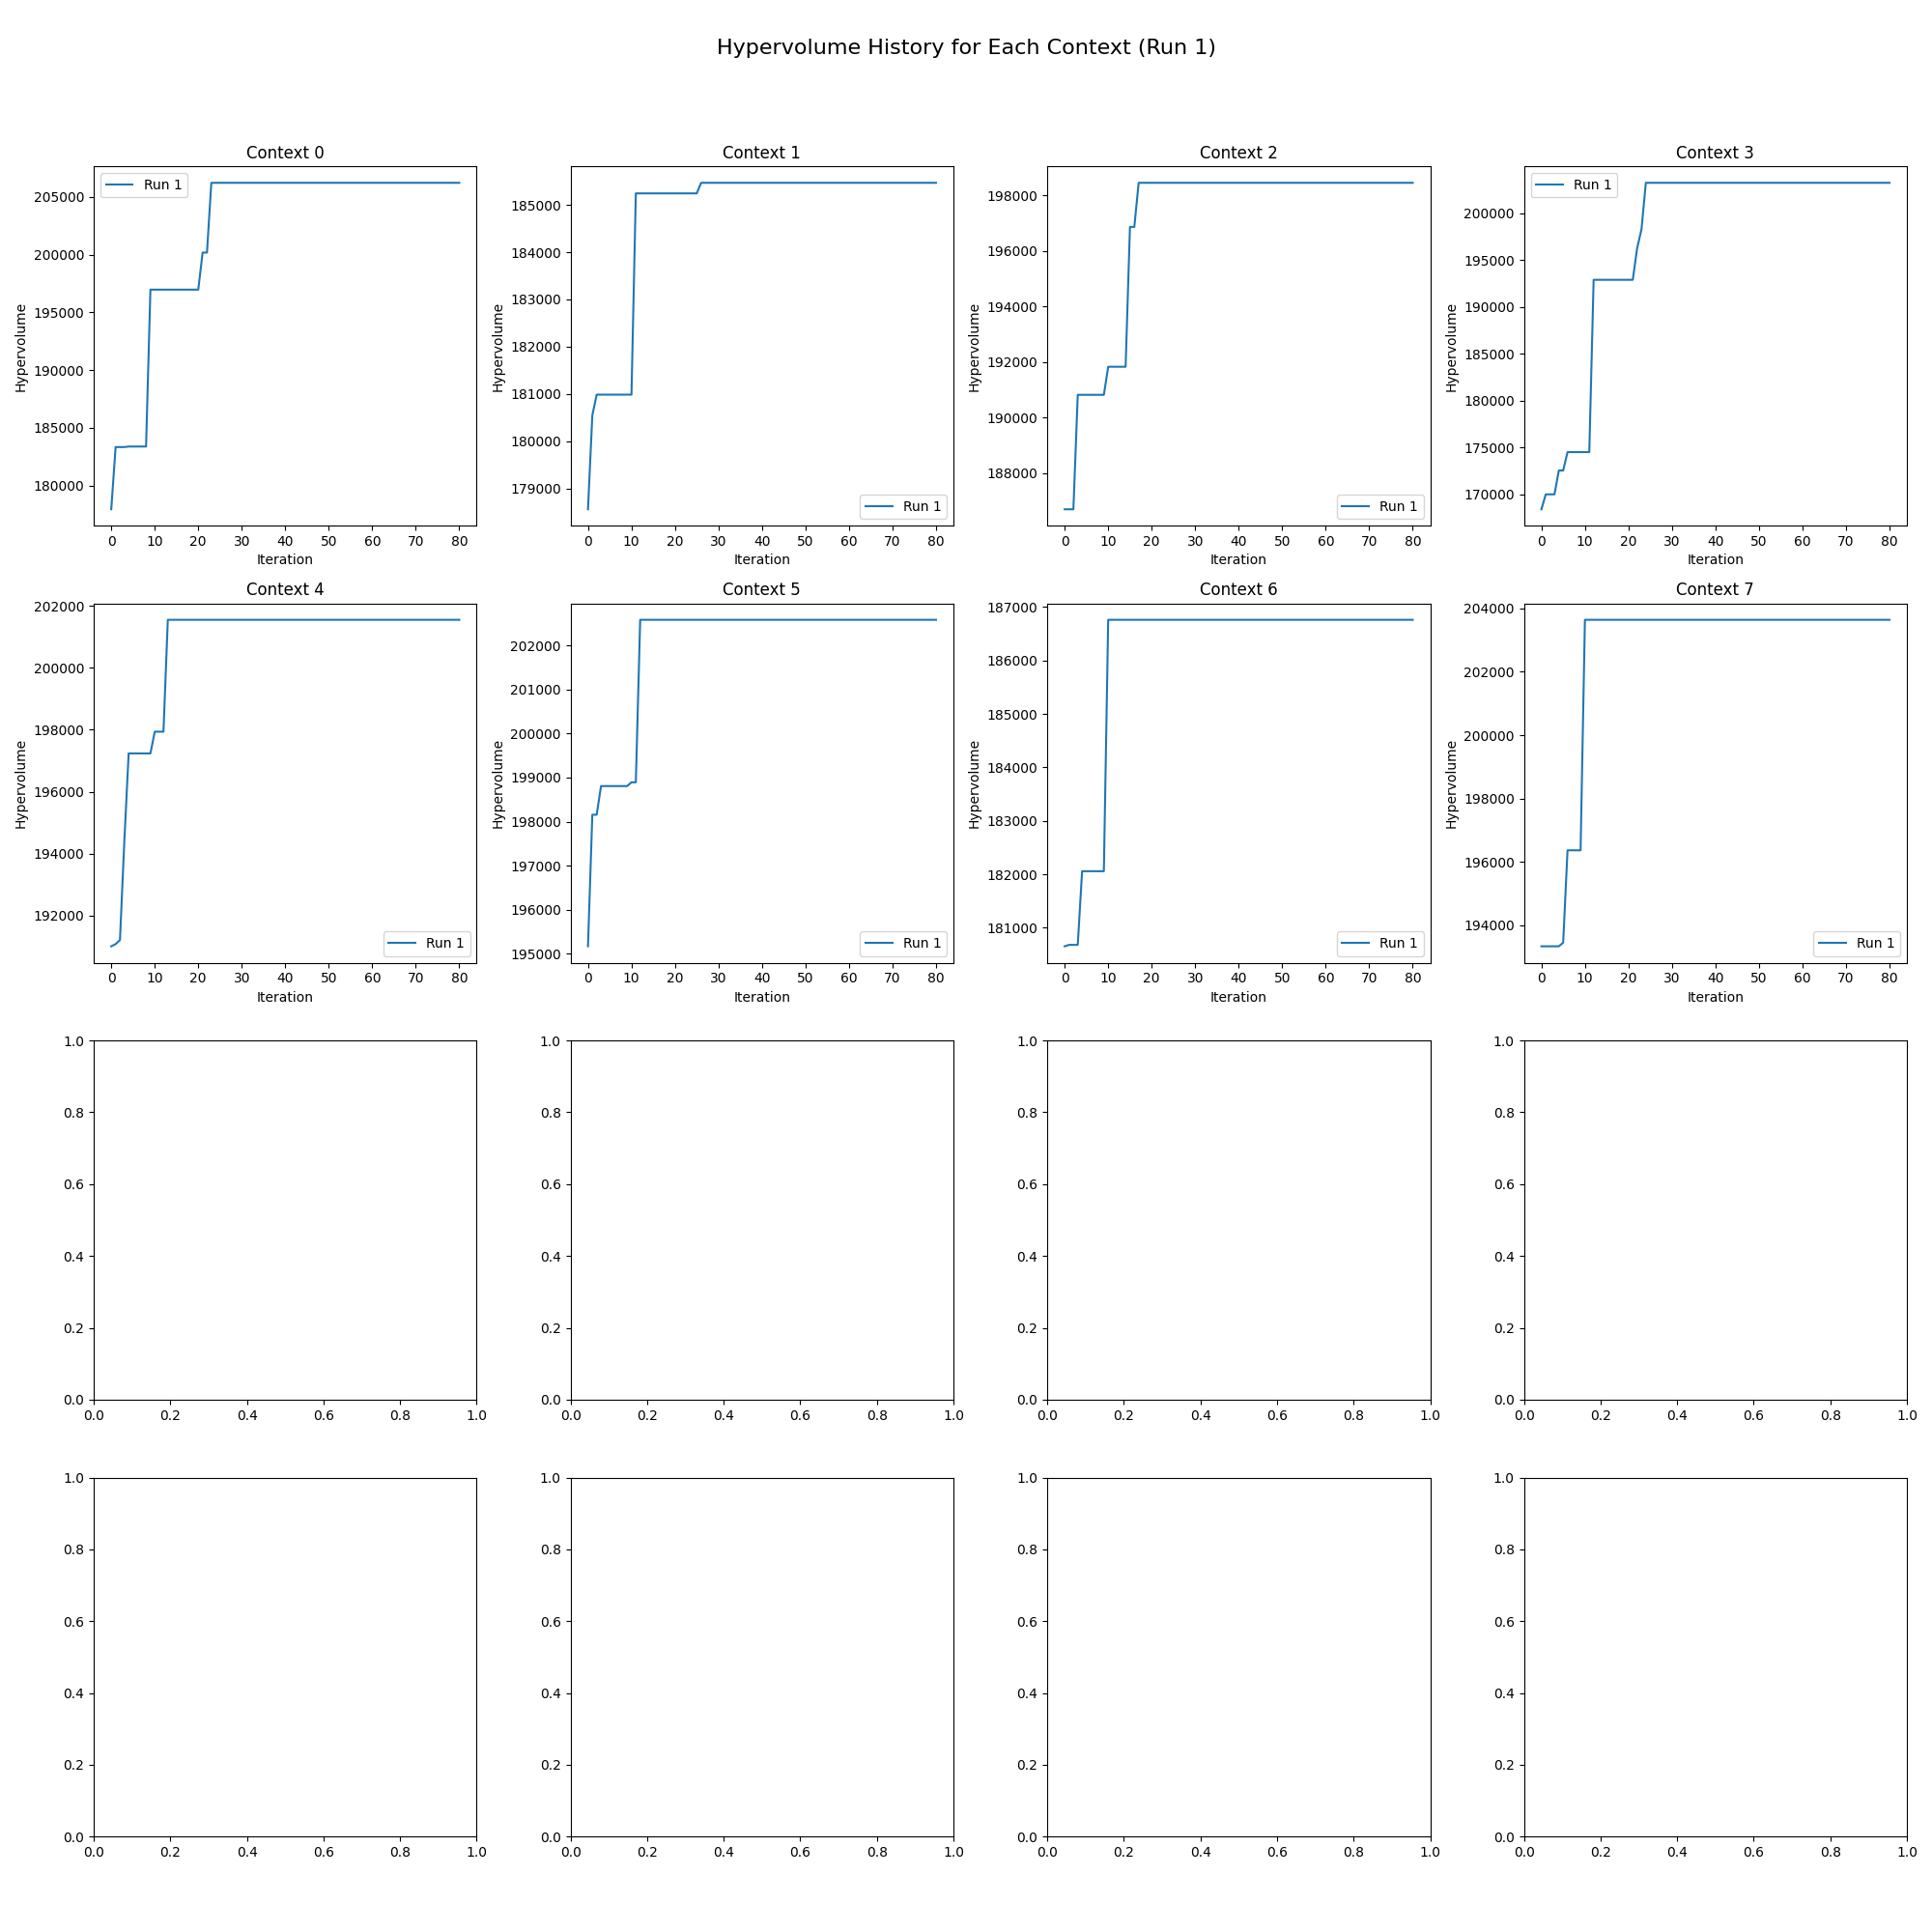 Hypervolume History for Each Context (Run 1)
Context 0
Context 1
Context 2
Context 3
Run 1
Run 1
Run 1
Run 1
Hypervolume
Hypervolume
Hypervolume
Hypervolume
205000
200000
195000
190000
185000
180000
185000
184000
183000
182000
181000
180000
179000
198000
196000
194000
192000
190000
188000
200000
195000
190000
185000
180000
175000
170000
0 10 20 30 40 50 60 70 80
0 10 20 30 40 50 60 70 80
0 10 20 30 40 50 60 70 80
0 10 20 30 40 50 60 70 80
Iteration
Iteration
Iteration
Iteration
Context 4
Context 5
Context 6
Context 7
202000
200000
198000
196000
194000
192000
202000
201000
200000
199000
198000
197000
196000
195000
187000
186000
185000
184000
183000
182000
181000
204000
202000
200000
198000
196000
194000
Hypervolume
Hypervolume
Hypervolume
Hypervolume
Run 1
Run 1
Run 1
Run 1
0 10 20 30 40 50 60 70 80
0 10 20 30 40 50 60 70 80
0 10 20 30 40 50 60 70 80
0 10 20 30 40 50 60 70 80
Iteration
Iteration
Iteration
Iteration
1.0
0.8
0.6
0.4
0.2
0.0
1.0
0.8
0.6
0.4
0.2
0.0
1.0
0.8
0.6
0.4
0.2
0.0
1.0
0.8
0.6
0.4
0.2
0.0
0.0 0.2 0.4 0.6 0.8 1.0
0.0 0.2 0.4 0.6 0.8 1.0
0.0 0.2 0.4 0.6 0.8 1.0
0.0 0.2 0.4 0.6 0.8 1.0
1.0
0.8
0.6
0.4
0.2
0.0
1.0
0.8
0.6
0.4
0.2
0.0
1.0
0.8
0.6
0.4
0.2
0.0
1.0
0.8
0.6
0.4
0.2
0.0
0.0 0.2 0.4 0.6 0.8 1.0
0.0 0.2 0.4 0.6 0.8 1.0
0.0 0.2 0.4 0.6 0.8 1.0
0.0 0.2 0.4 0.6 0.8 1.0